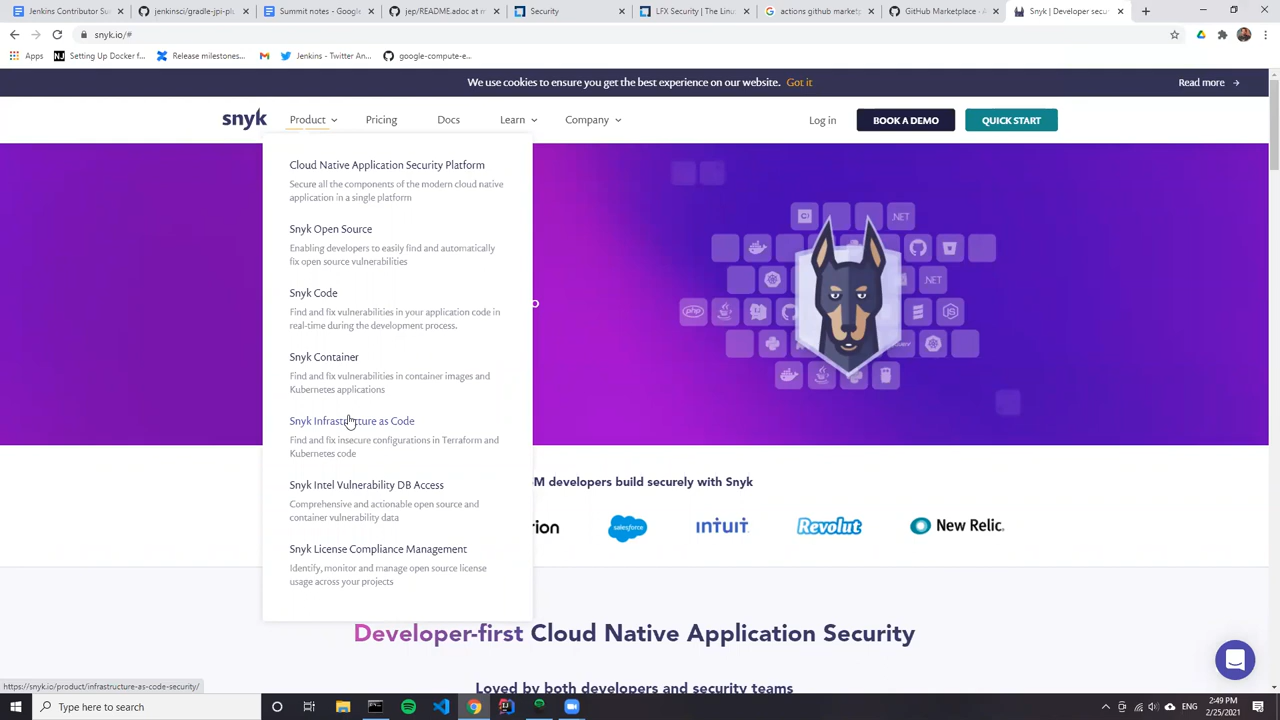 Jenkins Contributor Su
jenkinsci/gradle-jpi-plu
Summit notes - Google
jep/README.adoc at m
Security
LFX Security | The Linu
actions github marketp
GitHub Marketplace - A
Snyk | Developer secu
snyk.io/#
Apps
Setting Up Docker f...
Release milestones...
Jenkins - Twitter An...
google-compute-e...
We use cookies to ensure you get the best experience on our website. Got it
Read more →
snyk
Product
Pricing
Docs
Learn
Company
Log in
BOOK A DEMO
QUICK START
Cloud Native Application Security Platform
Secure all the components of the modern cloud native
application in a single platform
Snyk Open Source
Enabling developers to easily find and automatically
fix open source vulnerabilities
Snyk Code
Find and fix vulnerabilities in your application code in
real-time during the development process.
Snyk Container
Find and fix vulnerabilities in container images and
Kubernetes applications
Snyk Infrastructure as Code
Find and fix insecure configurations in Terraform and
Kubernetes code
Snyk Intel Vulnerability DB Access
Comprehensive and actionable open source and
container vulnerability data
Snyk License Compliance Management
Identify, monitor and manage open source license
usage across your projects
.NET
.NET
php
M developers build securely with Snyk
tion
salesforce
INTUIT
Revolut
New Relic.
Developer-first Cloud Native Application Security
Loved by both developers and security teams
https://snyk.io/product/infrastructure-as-code-security/
Type here to search
ENG
2:49 PM
2/25/2021